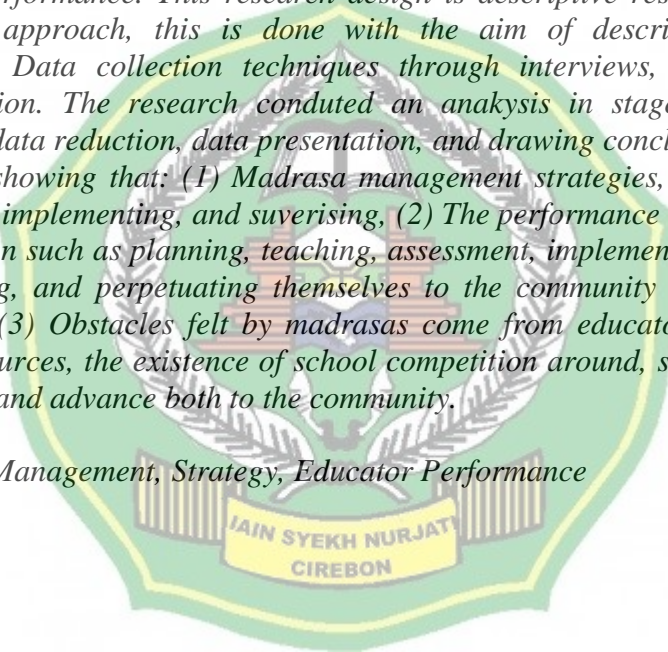 rformance. This research design is descriptive res
approach, this is done with the aim of descri
Data collection techniques through interviews,
ion. The research conduted an anakysis in stag
data reduction, data presentation, and drawing concl
showing that: (1) Madrasa management strategies,
implementing, and suverising, (2) The performance
n such as planning, teaching, assessment, implemen
g, and perpetuating themselves to the community
(3) Obstacles felt by madrasas come from educato
urces, the existence of school competition around, s
and advance both to the community.
Management, Strategy, Educator Performance
IAIN SYEKH NURJATI
CIREBON